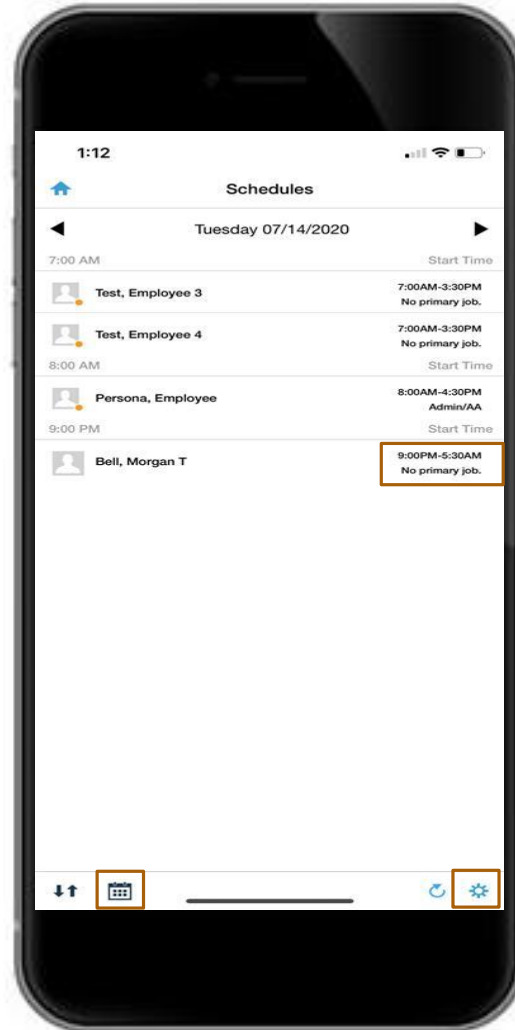 1:12
Schedules
Tuesday 07/14/2020
7:00 AM Start Time
Test, Employee 3 7:00AM-3:30PM
No primary job.
Test, Employee 4 7:00AM-3:30PM
No primary job.
8:00 AM Start Time
Persona, Employee 8:00AM-4:30PM
Admin/AA
9:00 PM Start Time
Bell, Morgan T 9:00PM-5:30AM
No primary job.